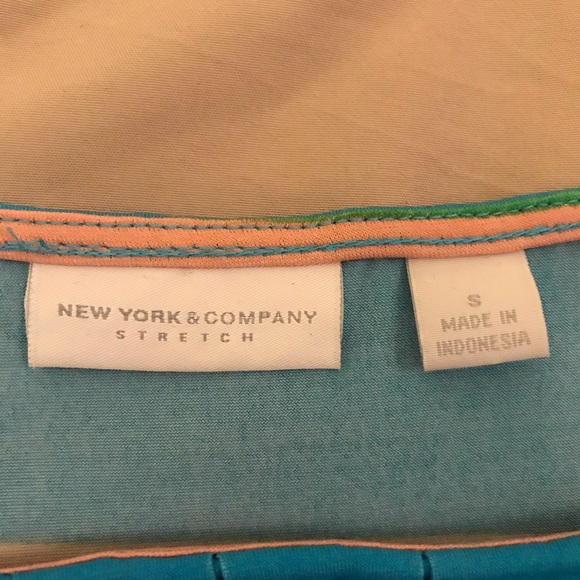 NEW YORK & COMPANY
STRETCH
S
MADE IN
INDONESIA